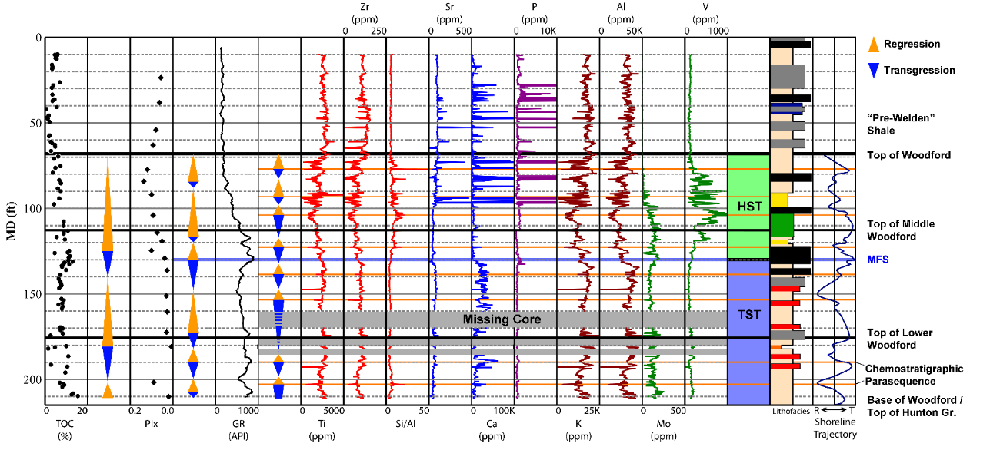 Zr Sr P Al V
(ppm) (ppm) (ppm) (ppm) (ppm)
0 250 0 500 0 10K 0 50K 0 1000
0
50
100
150
200
MD (ft)
Regression
Transgression
“Pre-Welden”
Shale
Top of Woodford
HST
Top of Middle
Woodford
MFS
TST
Missing Core
Top of Lower
Woodford
Chemostratigraphic
Parasequence
Base of Woodford /
Top of Hunton Gr.
0 20 0.2 0.0 0 1000 0 5000 0 50 0 100K 0 25K 0 500
Lithofacies
R T
Shoreline
Trajectory
TOC PIx GR Ti Si/Al Ca K Mo
(%) (API) (ppm) (ppm) (ppm) (ppm)